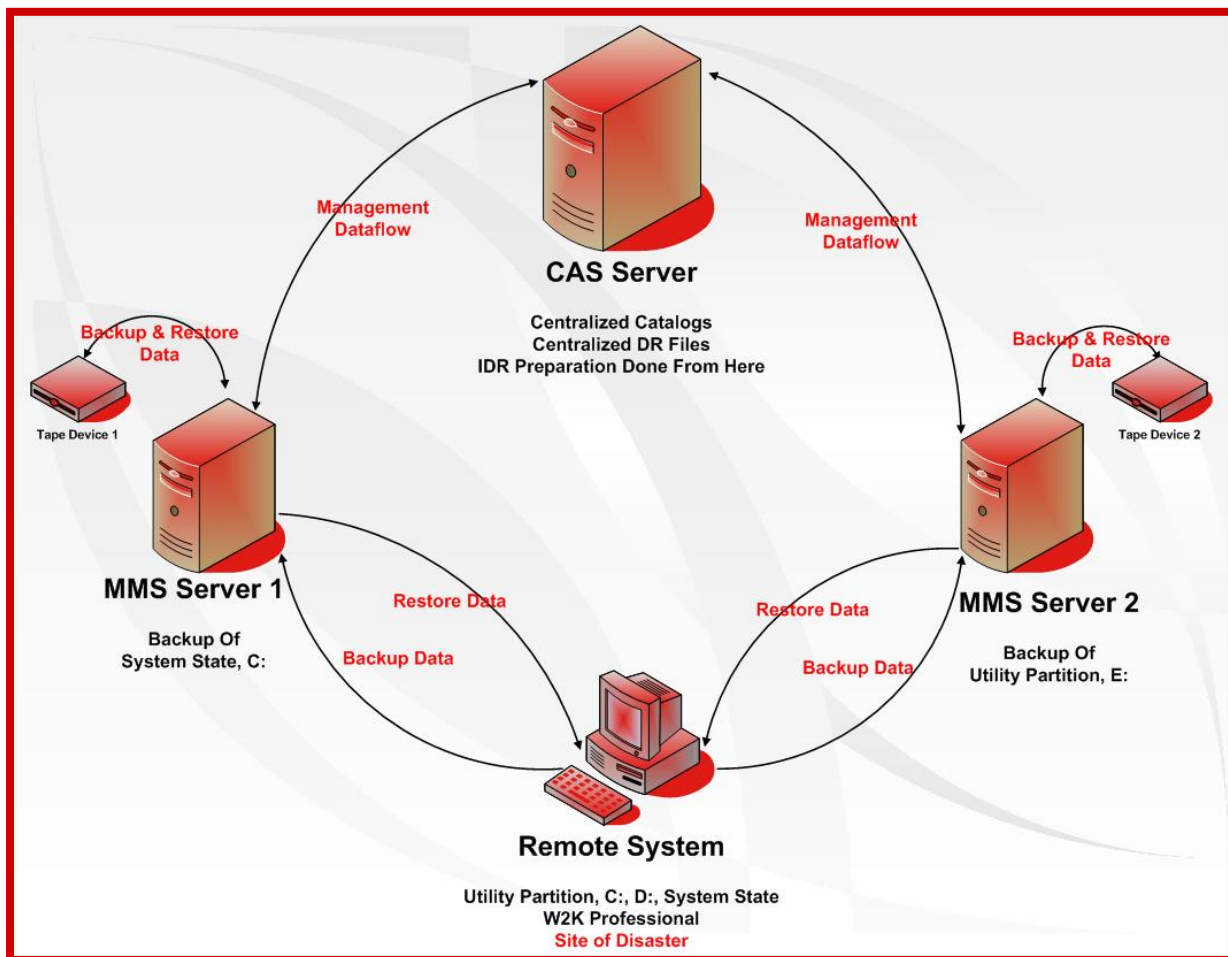 CAS Server
Centralized Catalogs
Centralized DR Files
IDR Preparation Done From Here
Management
Dataflow
Management
Dataflow
Backup & Restore
Data
Tape Device 1
Backup & Restore
Data
Tape Device 2
MMS Server 1
Backup Of
System State, C:
MMS Server 2
Backup Of
Utility Partition, E:
Restore Data
Backup Data
Restore Data
Backup Data
Remote System
Utility Partition, C:, D:, System State
W2K Professional
Site of Disaster